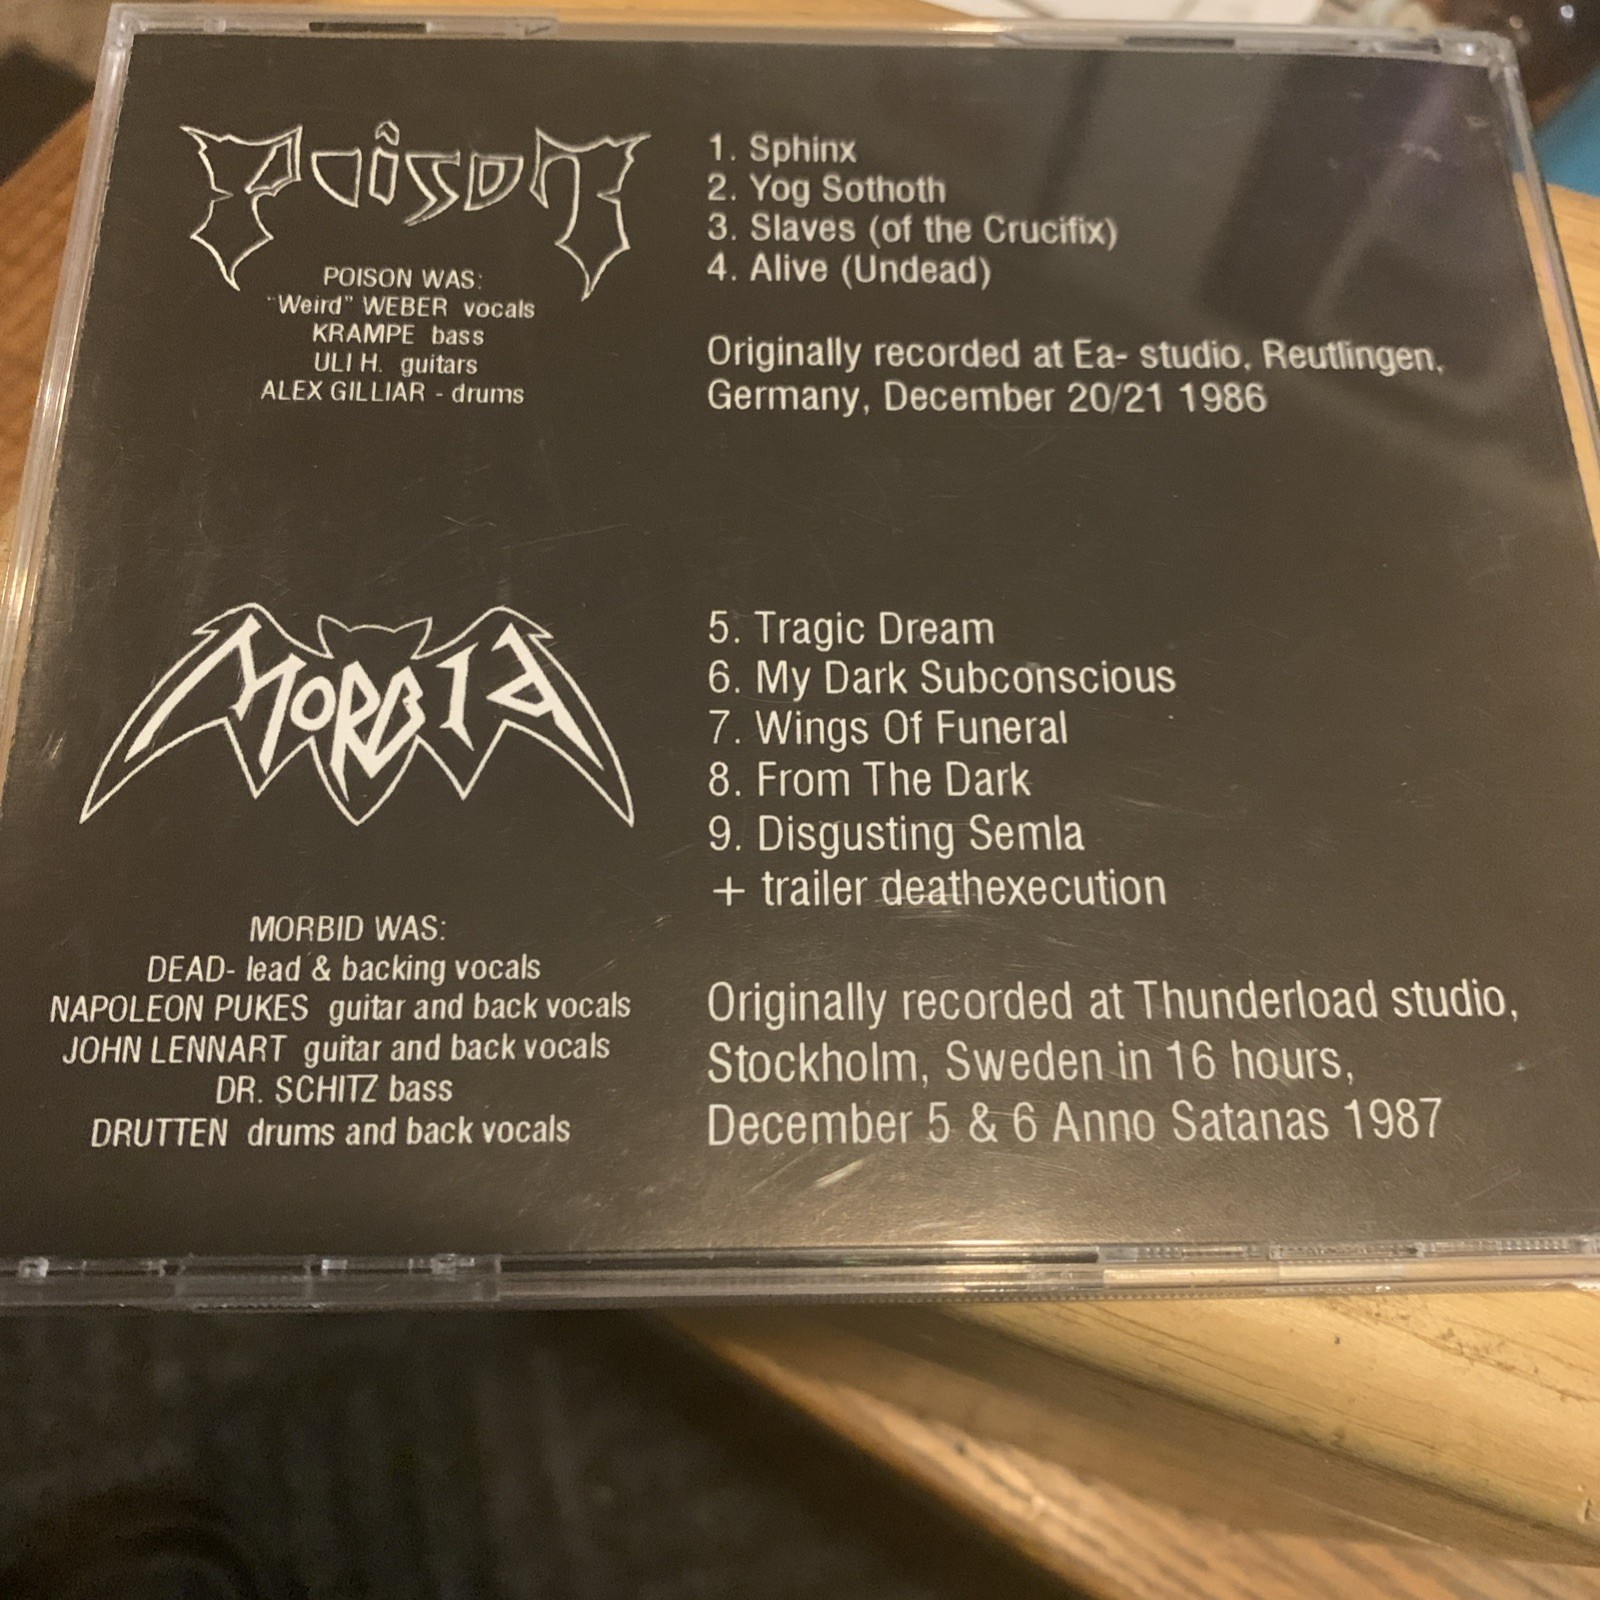 Poison
POISON WAS:
"Weird" WEBER vocals
KRAMPE bass
ULI H. guitars
ALEX GILLIAR - drums
1. Sphinx
2. Yog Sothoth
3. Slaves (of the Crucifix)
4. Alive (Undead)
Originally recorded at Ea- studio, Reutlingen,
Germany, December 20/21 1986
MORBID
MORBID WAS:
DEAD- lead & backing vocals
NAPOLEON PUKES guitar and back vocals
JOHN LENNART guitar and back vocals
DR. SCHITZ bass
DRUTTEN drums and back vocals
5. Tragic Dream
6. My Dark Subconscious
7. Wings Of Funeral
8. From The Dark
9. Disgusting Semla
+ trailer deathexecution
Originally recorded at Thunderload studio,
Stockholm, Sweden in 16 hours,
December 5 & 6 Anno Satanas 1987